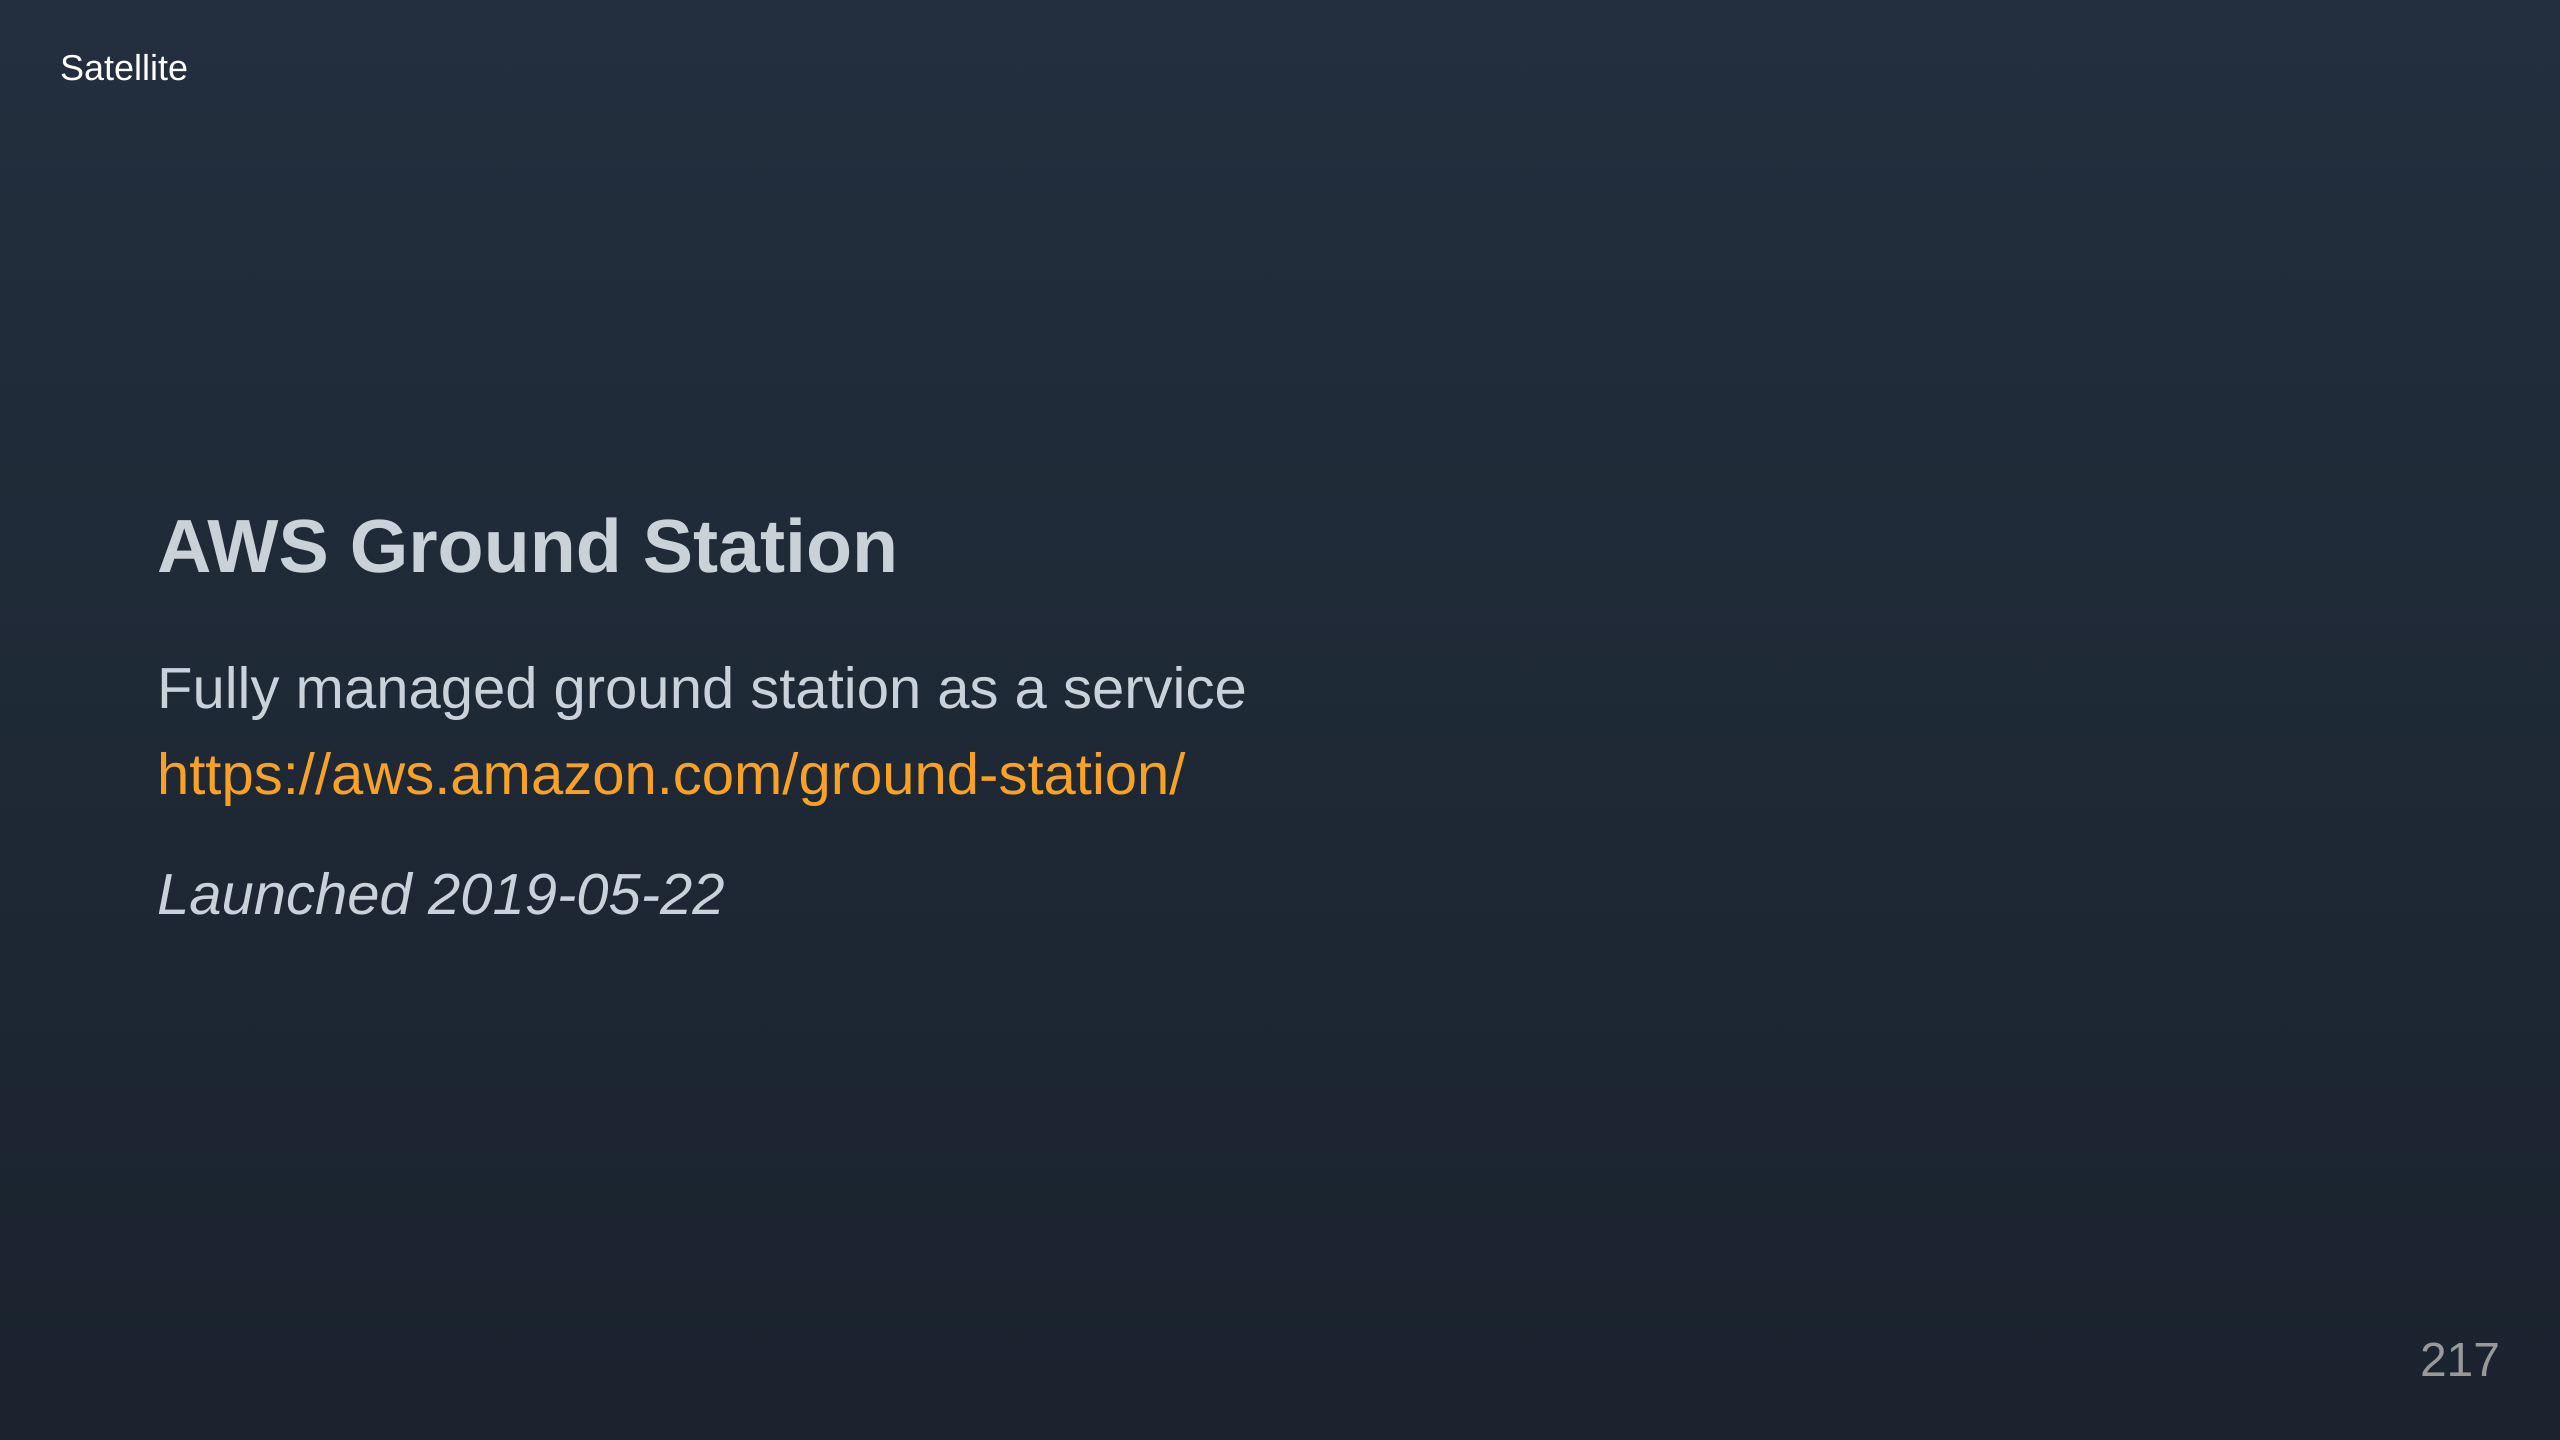 Satellite
AWS Ground Station
Fully managed ground station as a service
https://aws.amazon.com/ground-station/
Launched 2019-05-22
217